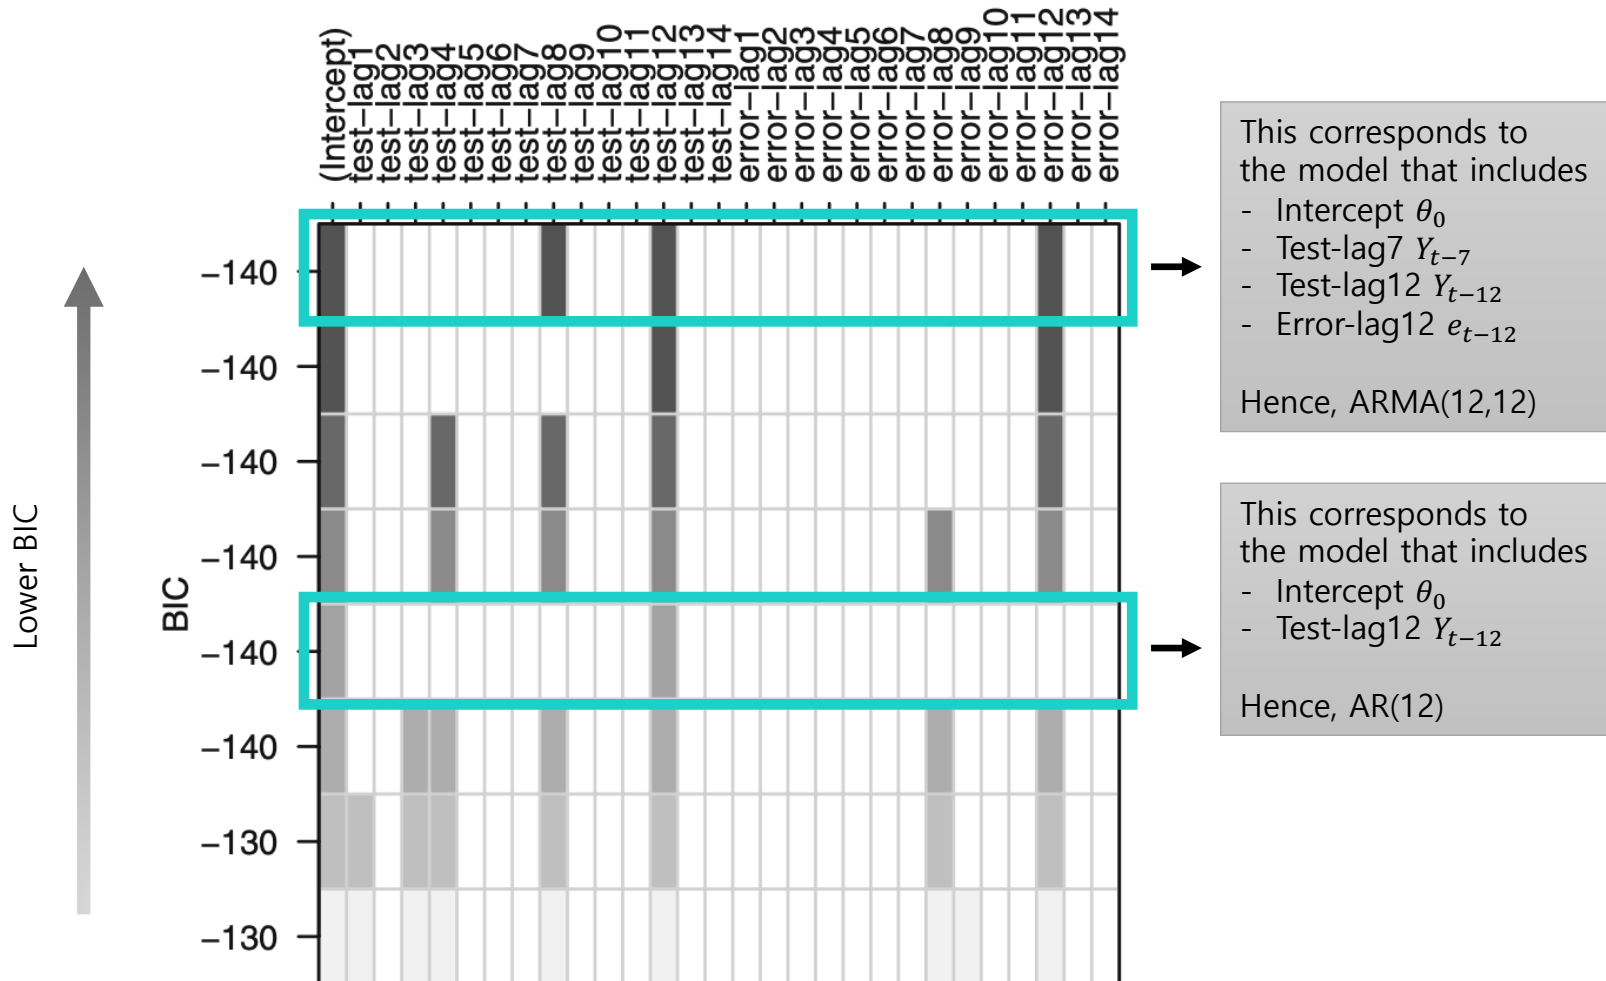 (Intercept)
test–lag1
test–lag2
test–lag3
test–lag4
test–lag5
test–lag6
test–lag7
test–lag8
test–lag9
test–lag10
test–lag11
test–lag12
test–lag13
test–lag14
error–lag1
error–lag2
error–lag3
error–lag4
error–lag5
error–lag6
error–lag7
error–lag8
error–lag9
error–lag10
error–lag11
error–lag12
error–lag13
error–lag14
Lower BIC
BIC
−140
−140
−140
−140
−140
−140
−130
−130
This corresponds to
the model that includes
- Intercept θ₀
- Test-lag7 Yₜ₋₇
- Test-lag12 Yₜ₋₁₂
- Error-lag12 eₜ₋₁₂
Hence, ARMA(12,12)
This corresponds to
the model that includes
- Intercept θ₀
- Test-lag12 Yₜ₋₁₂
Hence, AR(12)